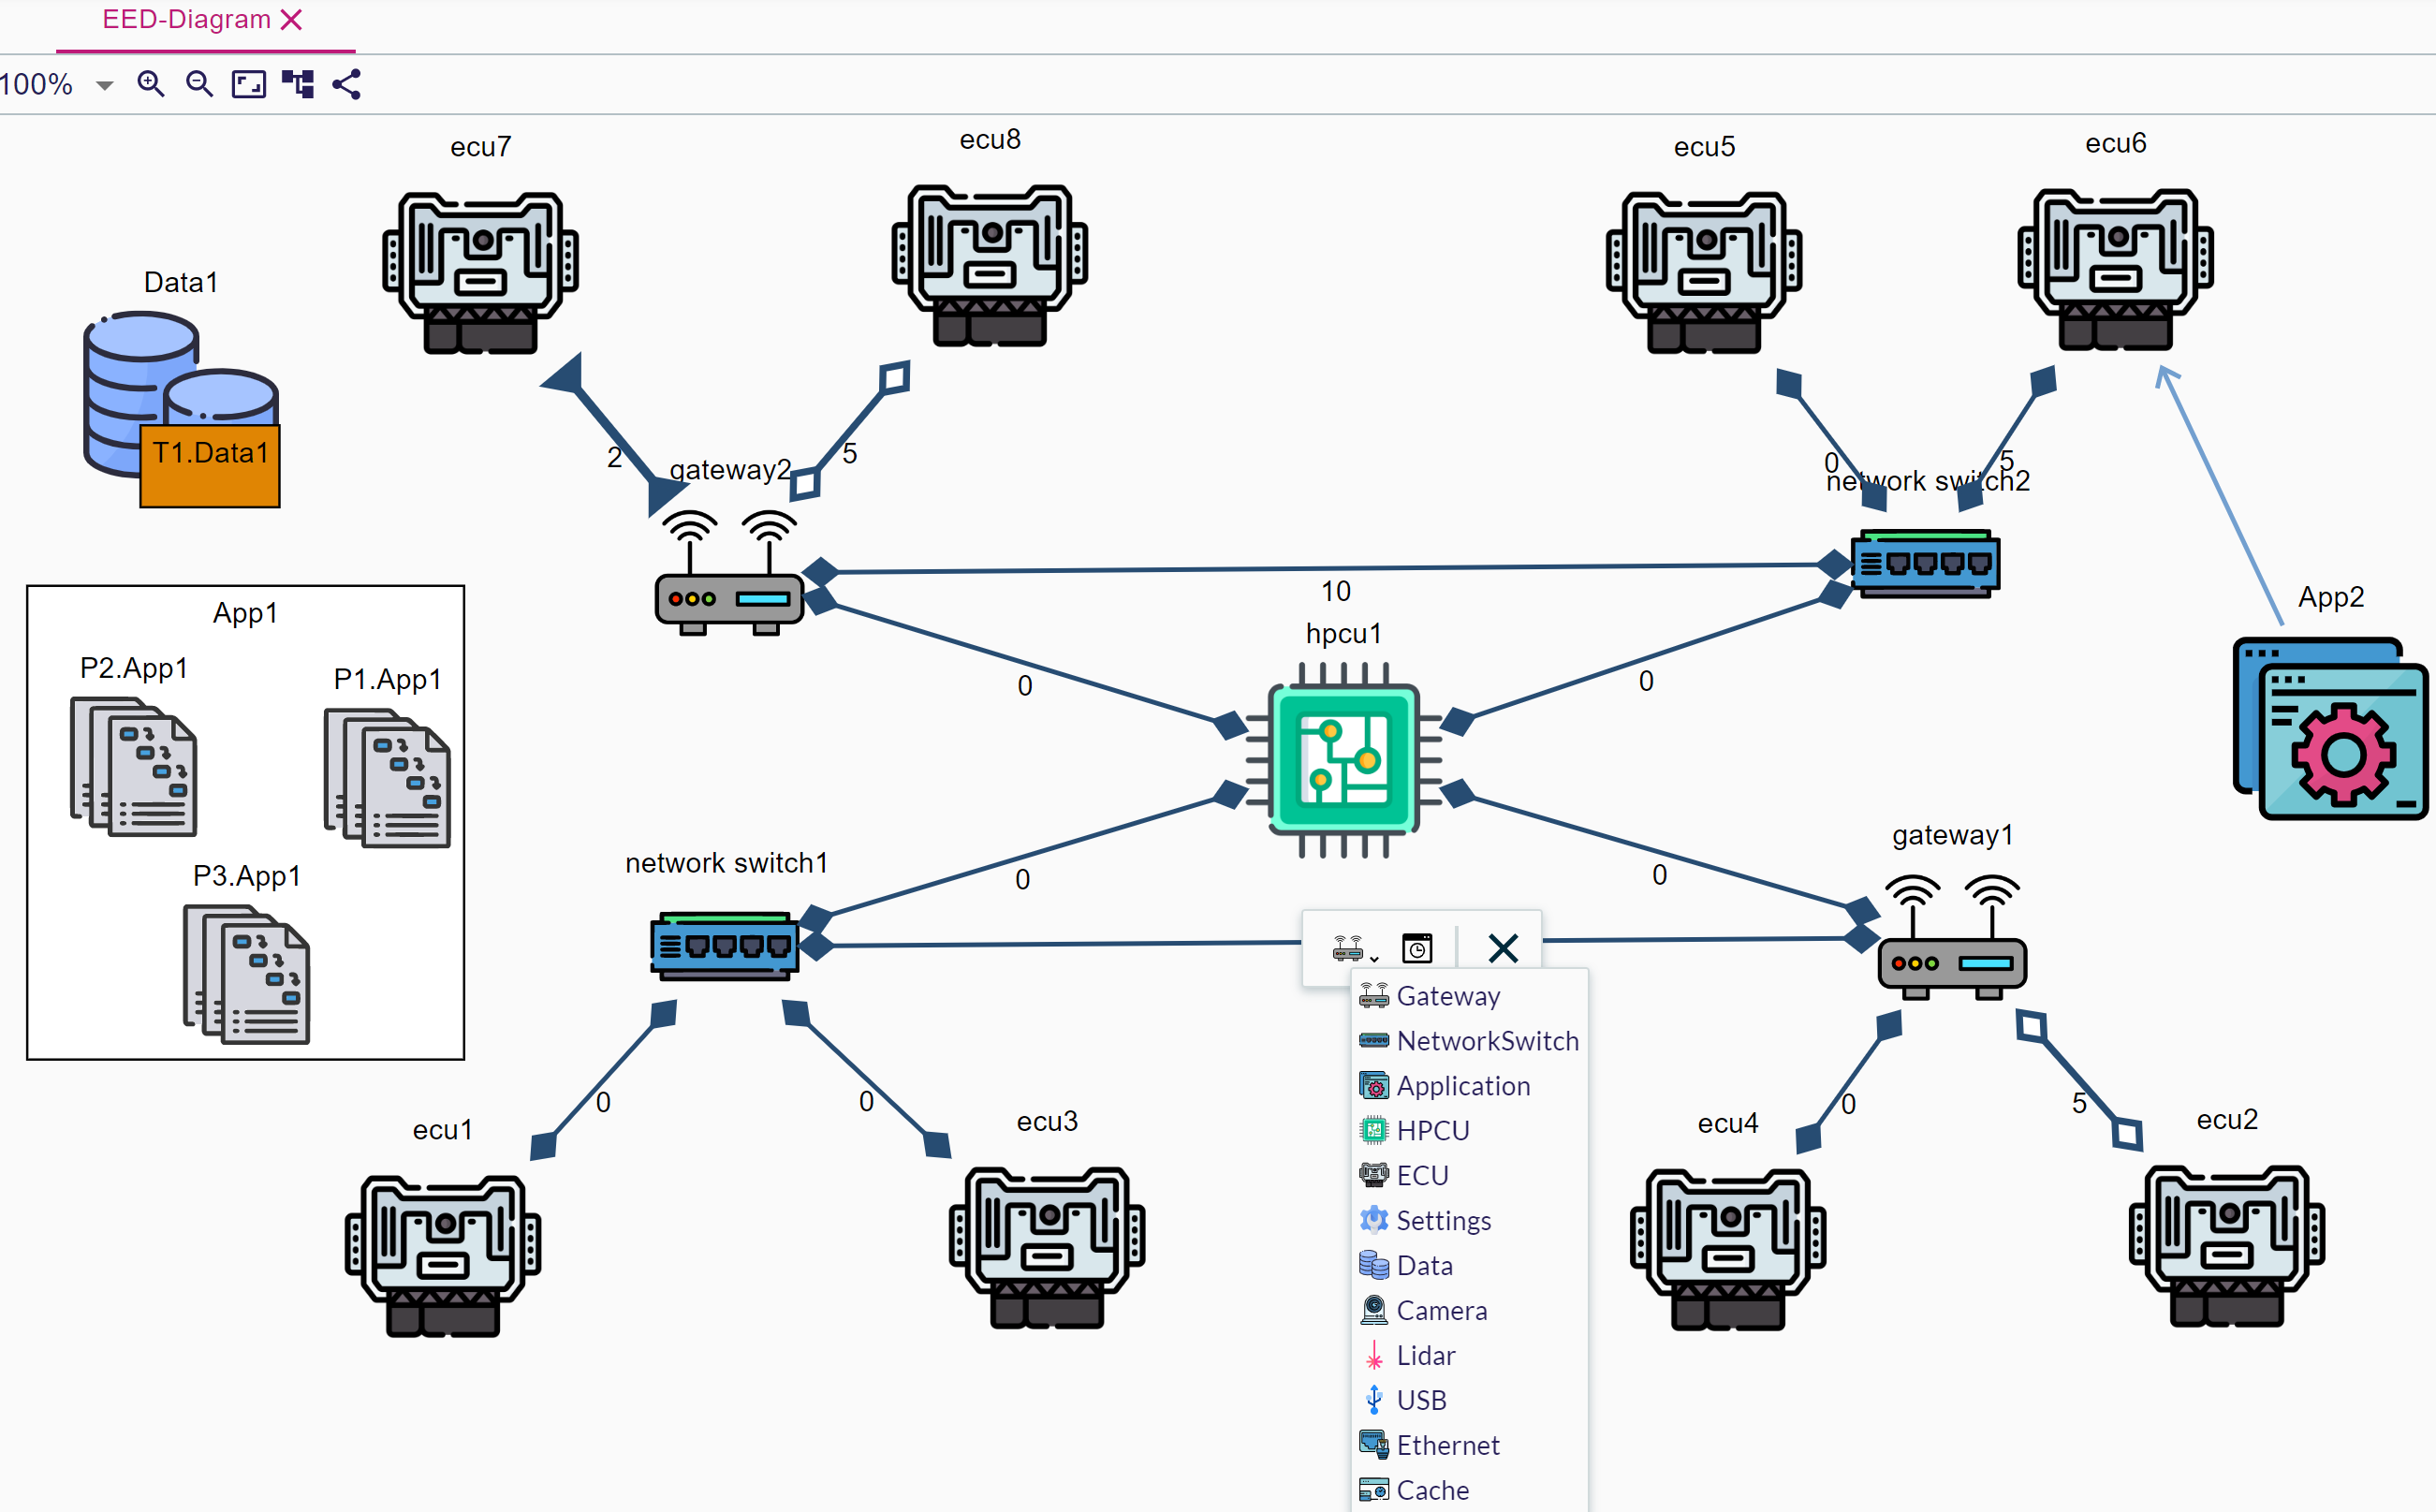 EED-Diagram
100%
ecu7
ecu8
ecu5
ecu6
Data1
T1.Data1
2
gateway2
5
0
5
network switch2
10
App1
P2.App1
P1.App1
P3.App1
hpcu1
App2
0
0
0
0
network switch1
gateway1
Gateway
NetworkSwitch
Application
HPCU
ECU
Settings
Data
Camera
Lidar
USB
Ethernet
Cache
0
0
0
5
ecu1
ecu3
ecu4
ecu2